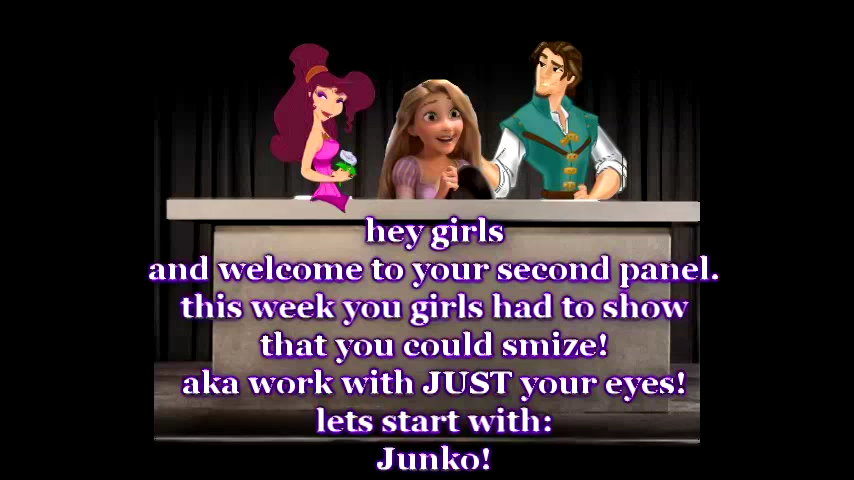 hey girls
and welcome to your second panel.
this week you girls had to show
that you could smize!
aka work with JUST your eyes!
lets start with:
Junko!